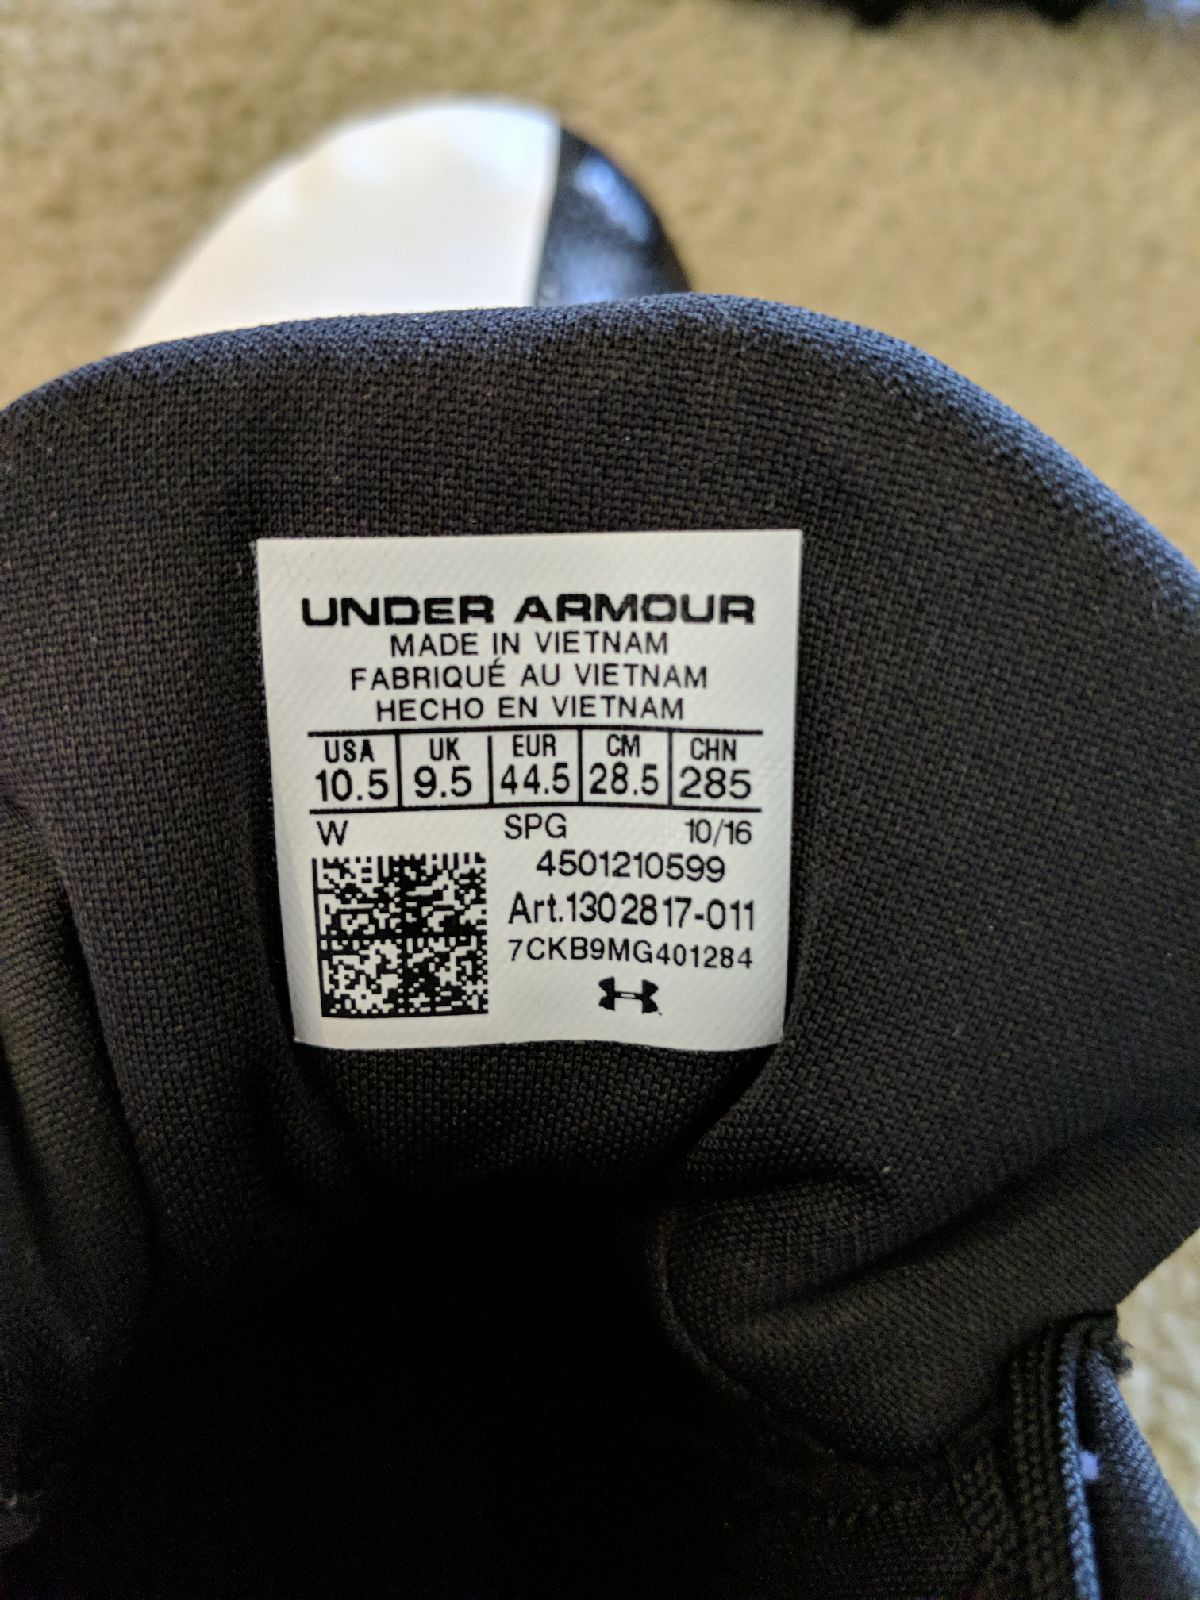 UNDER ARMOUR
MADE IN VIETNAM
FABRIQUÉ AU VIETNAM
HECHO EN VIETNAM
USA UK EUR CM CHN
10.5 9.5 44.5 28.5 285
W SPG 10/16
4501210599
Art.1302817-011
7CKB9MG401284